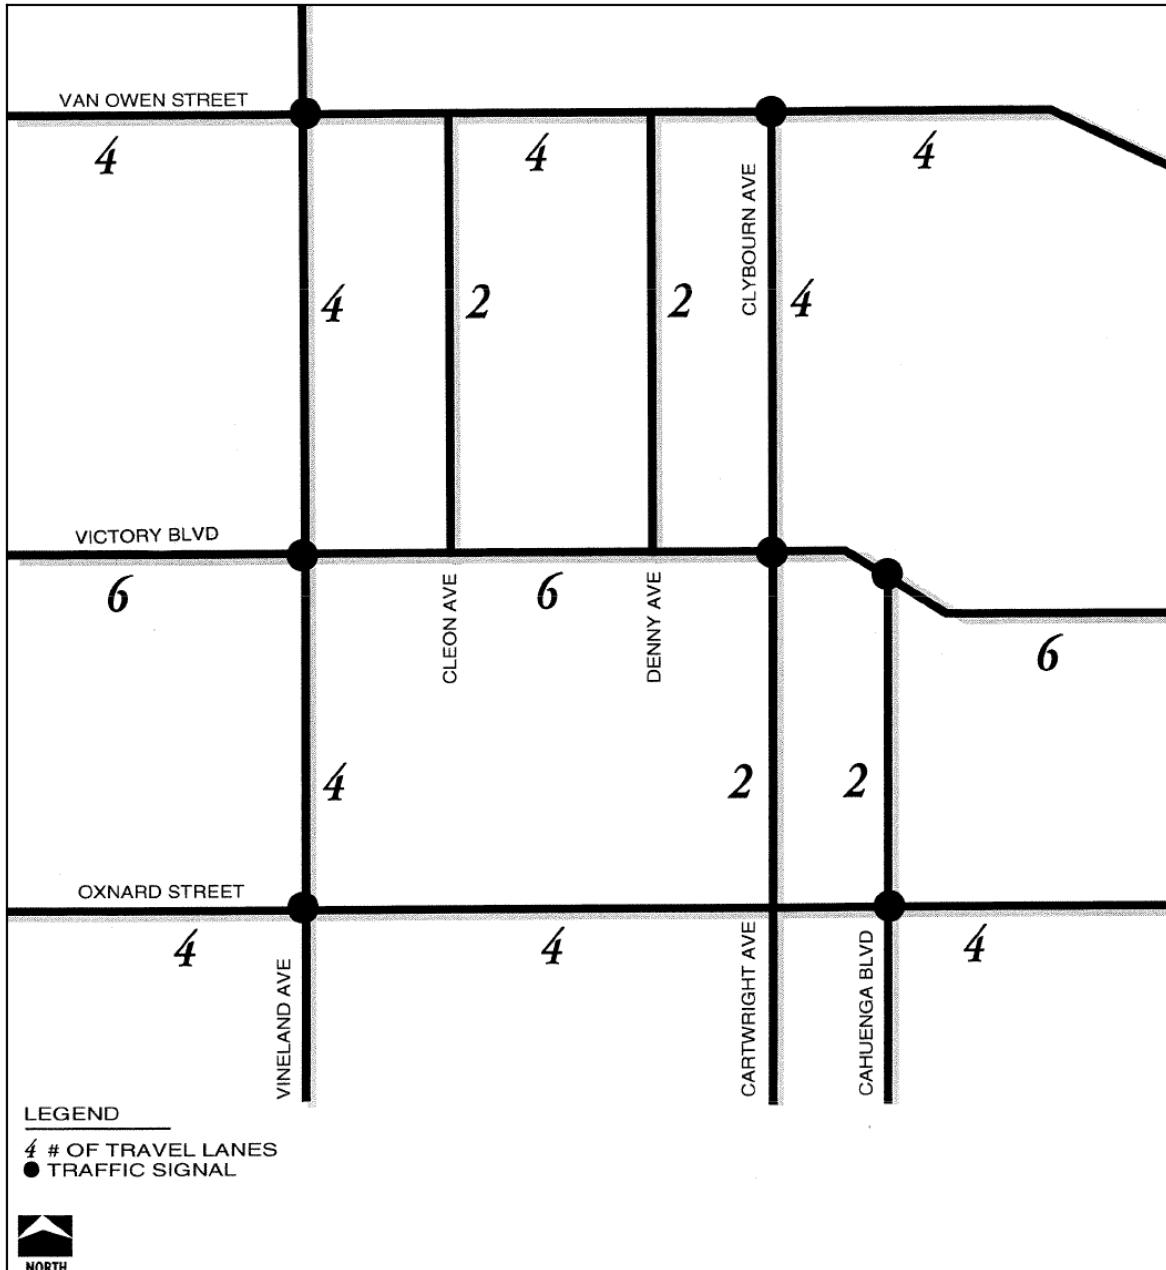 VAN OWEN STREET
4
4
4
CLYBOURN AVE
4
2
2
4
VICTORY BLVD
6
6
CLEON AVE
DENNY AVE
6
4
2
2
OXNARD STREET
4
4
4
VINELAND AVE
CARTWRIGHT AVE
CAHUENGA BLVD
LEGEND
4 # OF TRAVEL LANES
TRAFFIC SIGNAL
NORTH